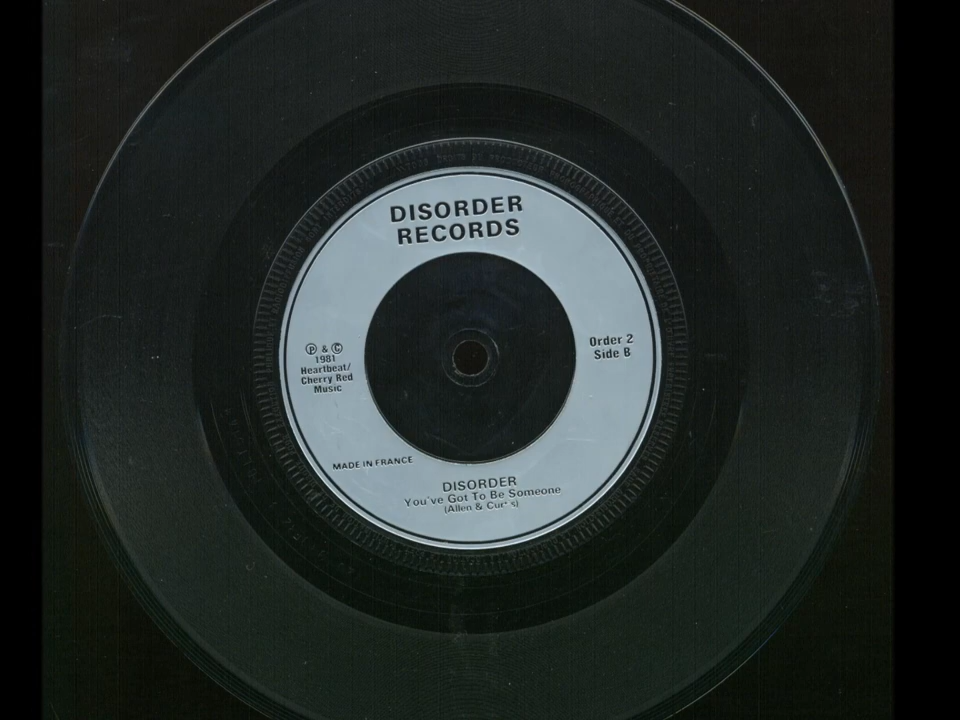 DISORDER
RECORDS
Ⓟ & ©
1981
Heartbeat/
Cherry Red
Music
Order 2
Side B
MADE IN FRANCE
DISORDER
You've Got To Be Someone
(Allen &